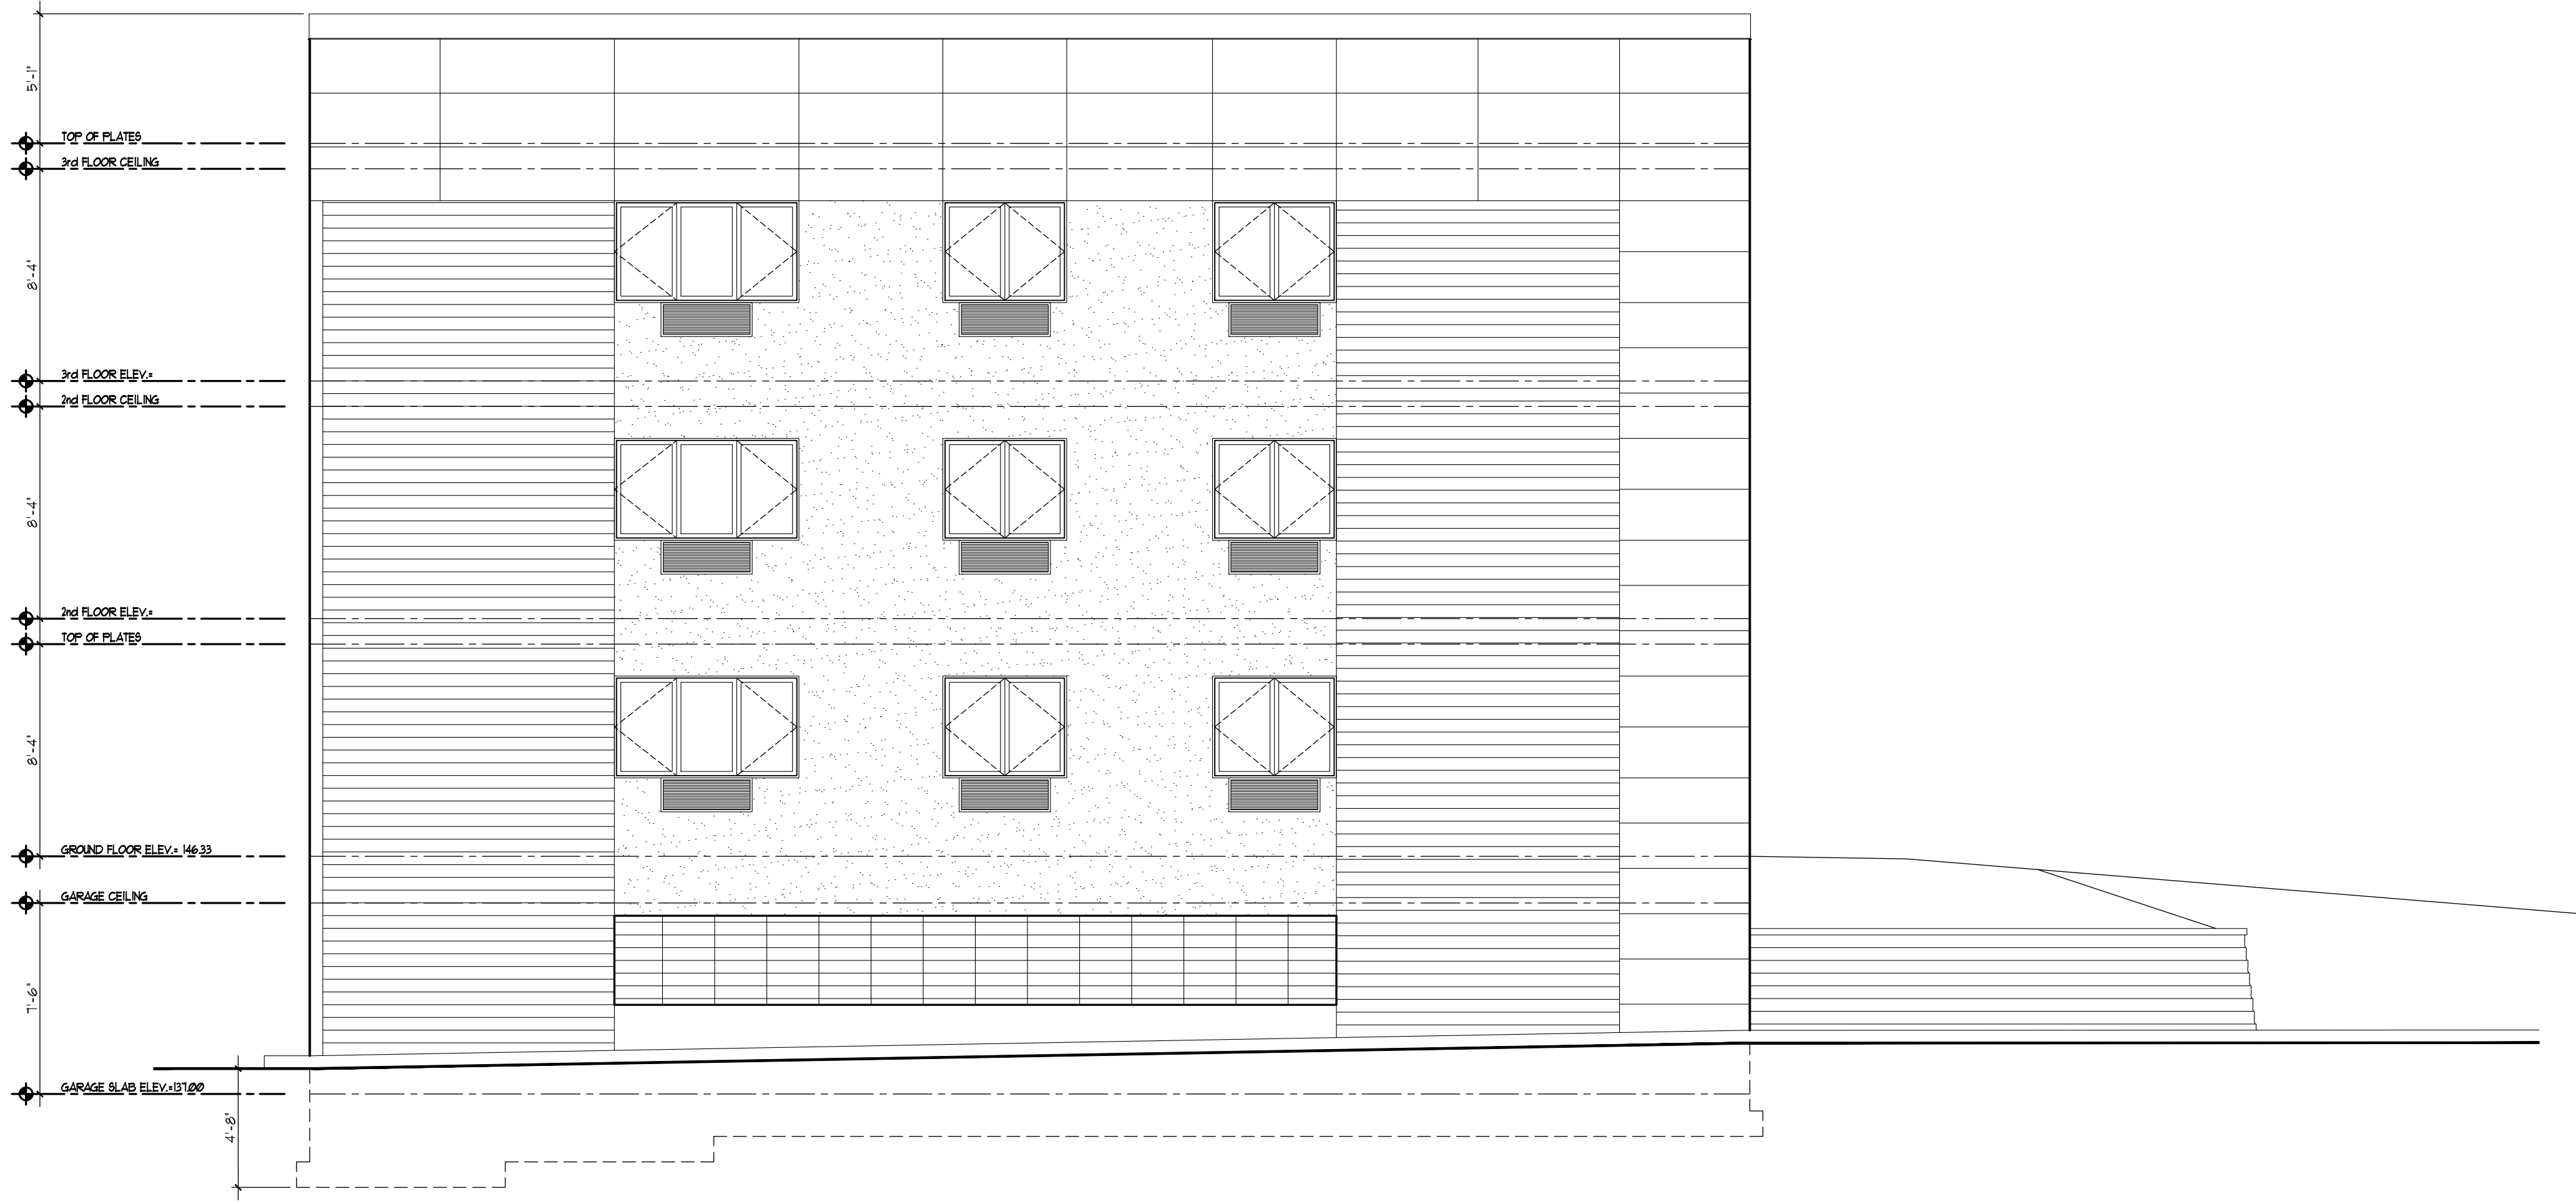 5'-1"
TOP OF PLATES
3rd FLOOR CEILING
8'-4"
3rd FLOOR ELEV.=
2nd FLOOR CEILING
8'-4"
2nd FLOOR ELEV.=
TOP OF PLATES
8'-4"
GROUND FLOOR ELEV.= 146.33
GARAGE CEILING
7'-6"
GARAGE SLAB ELEV.=137.00
4'-8"